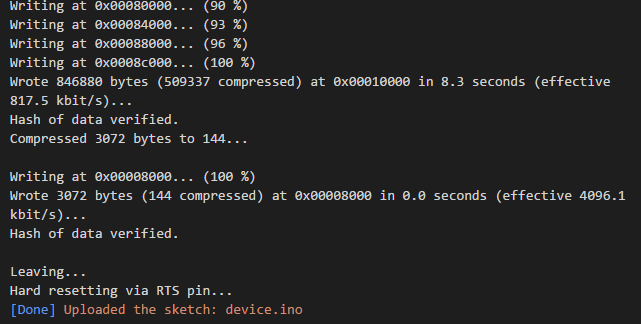 Writing at 0x00080000... (90 %)
Writing at 0x00084000... (93 %)
Writing at 0x00088000... (96 %)
Writing at 0x0008c000... (100 %)
Wrote 846880 bytes (509337 compressed) at 0x00010000 in 8.3 seconds (effective
817.5 kbit/s)...
Hash of data verified.
Compressed 3072 bytes to 144...
Writing at 0x00008000... (100 %)
Wrote 3072 bytes (144 compressed) at 0x00008000 in 0.0 seconds (effective 4096.1
kbit/s)...
Hash of data verified.
Leaving...
Hard resetting via RTS pin...
[Done] Uploaded the sketch: device.ino